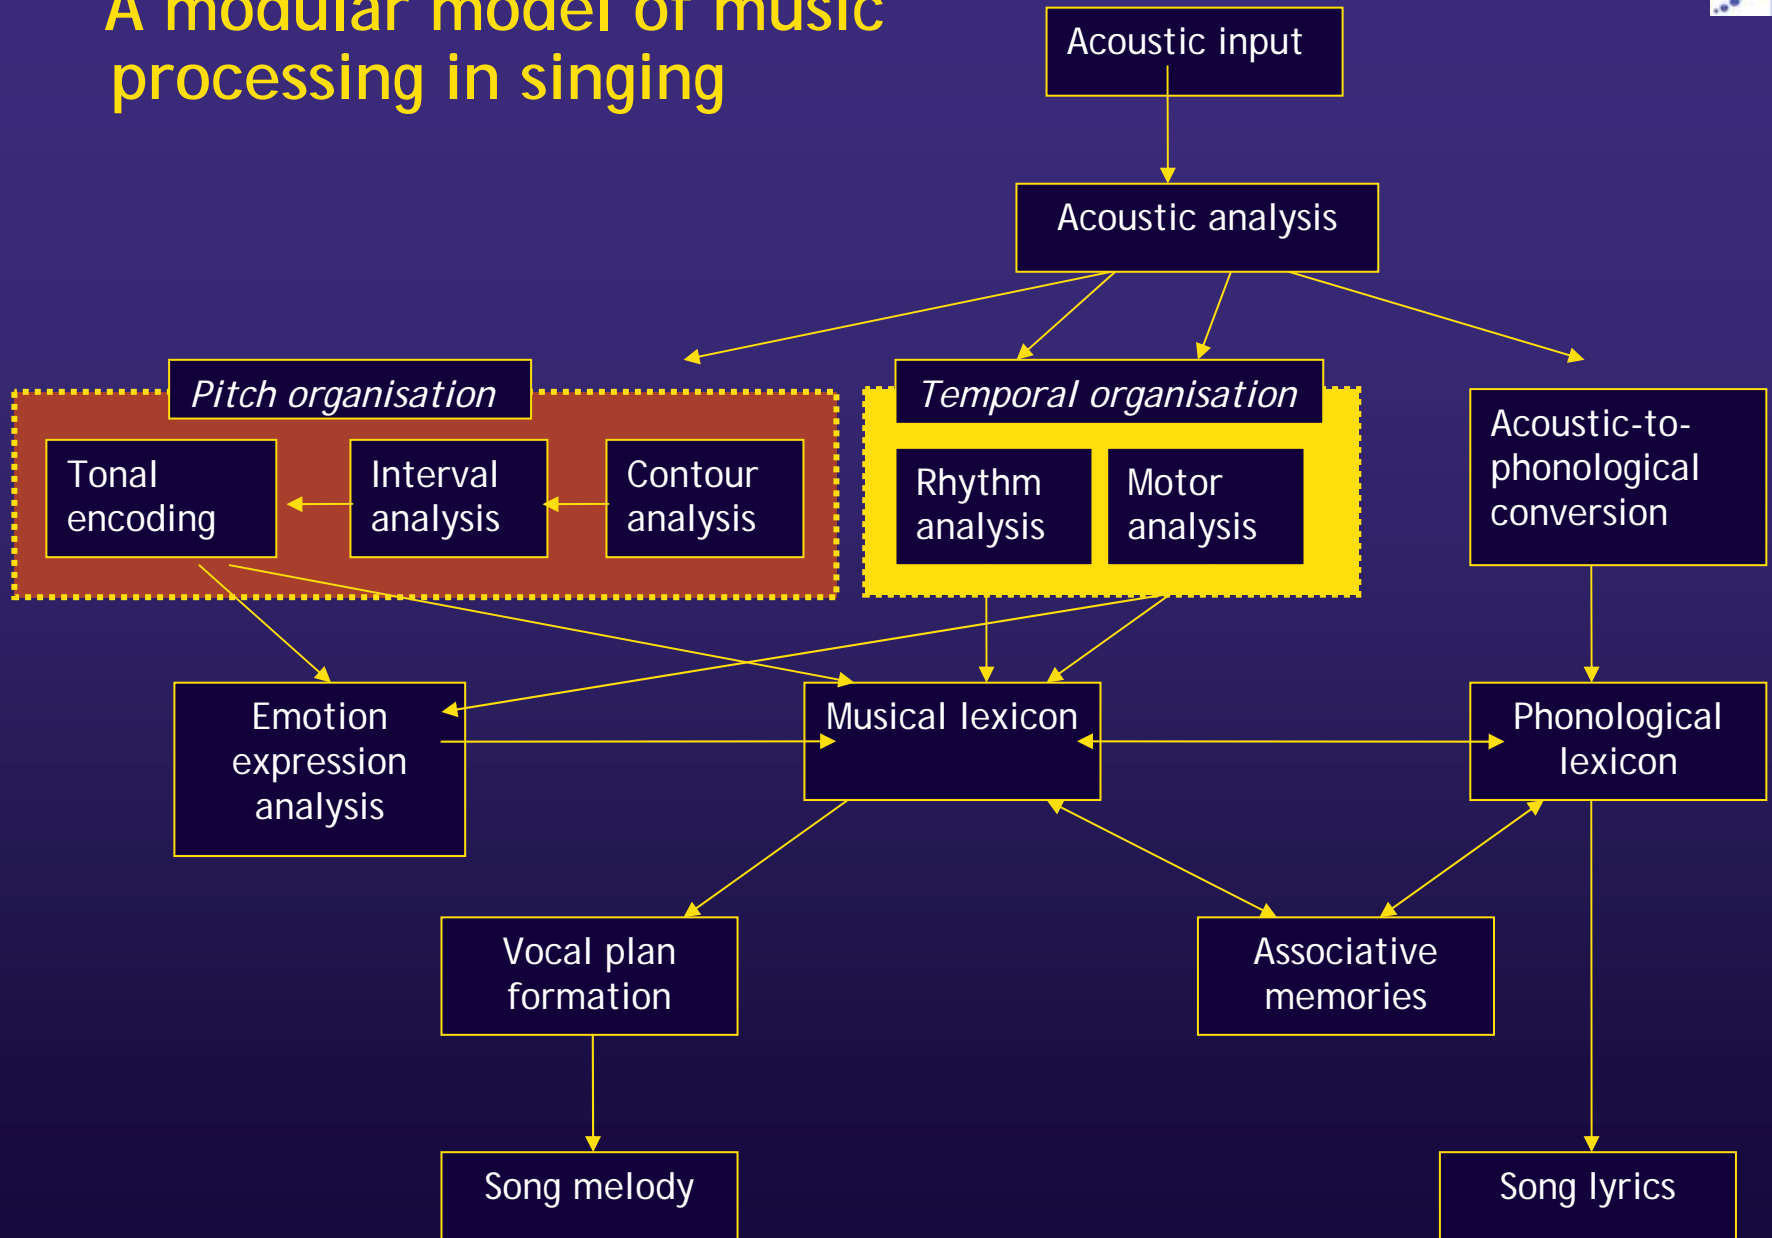 A modular model of music
processing in singing
Acoustic input
Acoustic analysis
Pitch organisation
Temporal organisation
Tonal
encoding
Interval
analysis
Contour
analysis
Rhythm
analysis
Motor
analysis
Acoustic-to-
phonological
conversion
Emotion
expression
analysis
Musical lexicon
Phonological
lexicon
Vocal plan
formation
Associative
memories
Song melody
Song lyrics